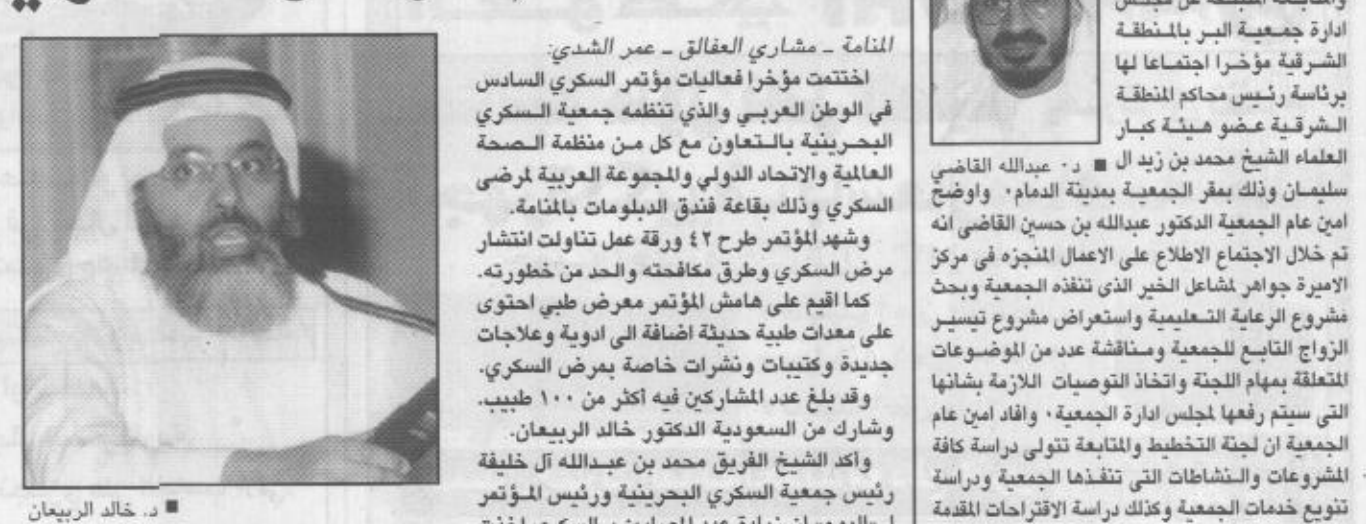 المنامة ـ مشاري العفالق ـ عمر الشدي:
اختتمت مؤخرا فعاليات مؤتمر السكري السادس
في الوطن العربي والذي تنظمه جمعية السكري
البحرينية بالتعاون مع كل من منظمة الصحة
العالمية والاتحاد الدولي والمجموعة العربية لمرضى
السكري وذلك بقاعة فندق الدبلومات بالمنامة.
وشهد المؤتمر طرح ٤٢ ورقة عمل تناولت انتشار
مرض السكري وطرق مكافحته والحد من خطورته.
كما اقيم على هامش المؤتمر معرض طبي احتوى
على معدات طبية حديثة اضافة الى ادوية وعلاجات
جديدة وكتيبات ونشرات خاصة بمرض السكري.
وقد بلغ عدد المشاركين فيه أكثر من ١٠٠ طبيب.
وشارك من السعودية الدكتور خالد الربيعان.
وأكد الشيخ الفريق محمد بن عبدالله آل خليفة
رئيس جمعية السكري البحرينية ورئيس المؤتمر
■ د. خالد الربيعان
ادارة جمعية البر بالمنطقة
الشرقية مؤخرا اجتماعا لها
برئاسة رئيس محاكم المنطقة
الشرقية عضو هيئة كبار
العلماء الشيخ محمد بن زيد ال
■ د. عبدالله القاضي
سليمان وذلك بمقر الجمعية بمدينة الدمام. واوضح
امين عام الجمعية الدكتور عبدالله بن حسين القاضى انه
تم خلال الاجتماع الاطلاع على الاعمال المنجزه فى مركز
الاميرة جواهر لمشاعل الخير الذى تنفذه الجمعية وبحث
مشروع الرعاية التعليمية واستعراض مشروع تيسير
الزواج التابع للجمعية ومناقشة عدد من الموضوعات
المتعلقة بمهام اللجنة واتخاذ التوصيات اللازمة بشانها
التى سيتم رفعها لمجلس ادارة الجمعية. وافاد امين عام
الجمعية ان لجنة التخطيط والمتابعة تتولى دراسة كافة
المشروعات والنشاطات التى تنفذها الجمعية ودراسة
تنويع خدمات الجمعية وكذلك دراسة الاقتراحات المقدمة